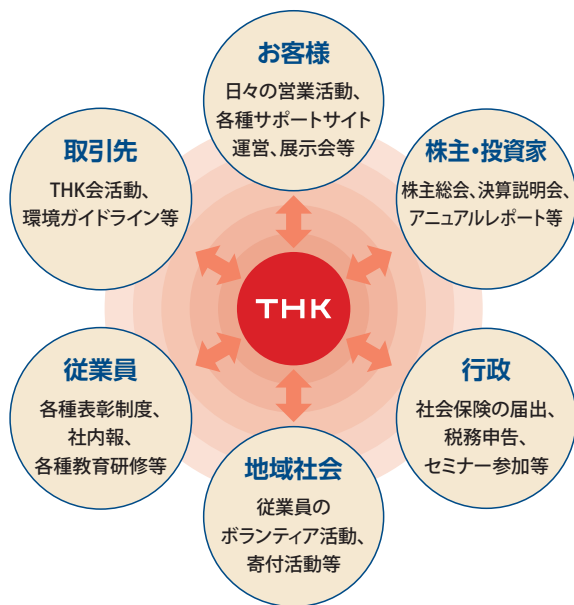 お客様
日々の営業活動、
各種サポートサイト
運営、展示会等
取引先
THK会活動、
環境ガイドライン等
株主・投資家
株主総会、決算説明会、
アニュアルレポート等
THK
従業員
各種表彰制度、
社内報、
各種教育研修等
行政
社会保険の届出、
税務申告、
セミナー参加等
地域社会
従業員の
ボランティア活動、
寄付活動等